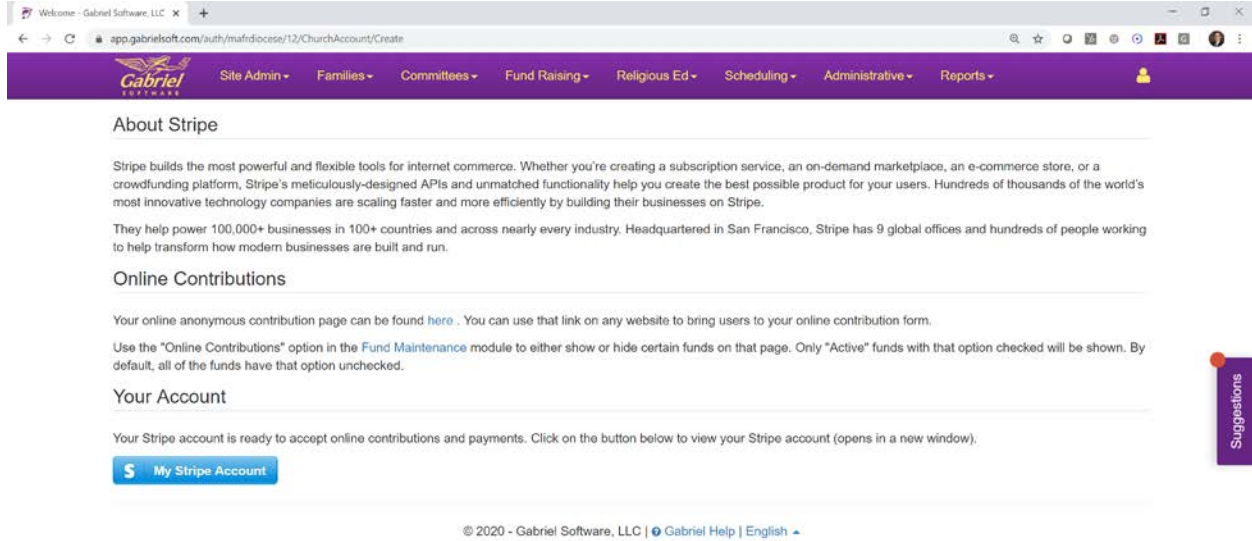 Welcome - Gabriel Software, LLC
app.gabrielsoft.com/auth/mafrdiocese/12/ChurchAccount/Create
Gabriel
SOFTWARE
Site Admin Families Committees Fund Raising Religious Ed Scheduling Administrative Reports
About Stripe
Stripe builds the most powerful and flexible tools for internet commerce. Whether you're creating a subscription service, an on-demand marketplace, an e-commerce store, or a
crowdfunding platform, Stripe's meticulously-designed APIs and unmatched functionality help you create the best possible product for your users. Hundreds of thousands of the world's
most innovative technology companies are scaling faster and more efficiently by building their businesses on Stripe.
They help power 100,000+ businesses in 100+ countries and across nearly every industry. Headquartered in San Francisco, Stripe has 9 global offices and hundreds of people working
to help transform how modern businesses are built and run.
Online Contributions
Your online anonymous contribution page can be found here . You can use that link on any website to bring users to your online contribution form.
Use the "Online Contributions" option in the Fund Maintenance module to either show or hide certain funds on that page. Only "Active" funds with that option checked will be shown. By
default, all of the funds have that option unchecked.
Suggestions
Your Account
Your Stripe account is ready to accept online contributions and payments. Click on the button below to view your Stripe account (opens in a new window).
S My Stripe Account
© 2020 - Gabriel Software, LLC | Gabriel Help | English